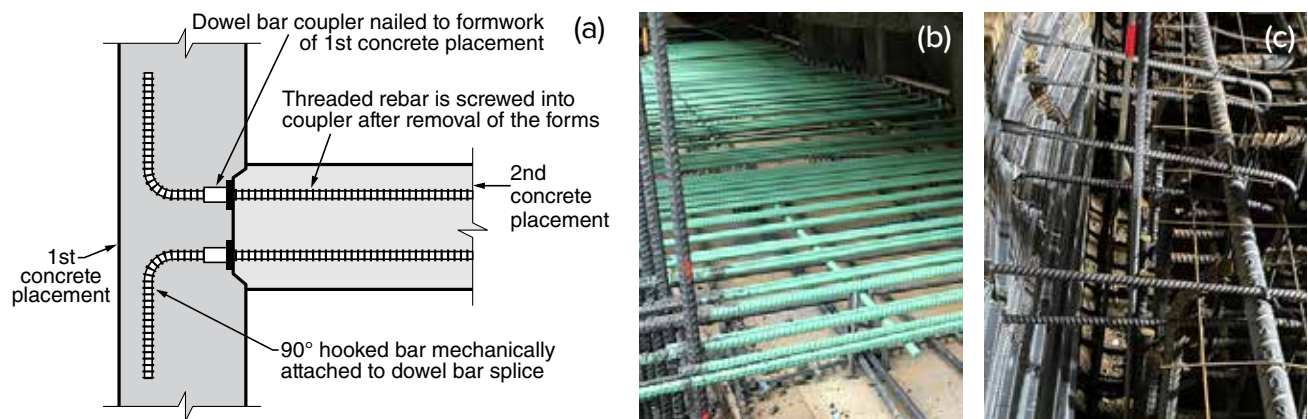 Dowel bar coupler nailed to formwork
of 1st concrete placement
(a)
Threaded rebar is screwed into
coupler after removal of the forms
2nd
concrete
placement
1st
concrete
placement
90° hooked bar mechanically
attached to dowel bar splice
(b)
(c)